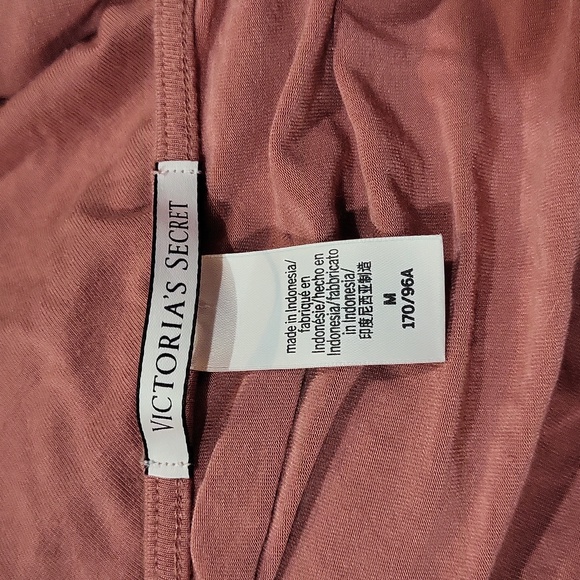 VICTORIA'S SECRET
made in Indonesia/
fabriqué en
Indonésie/hecho en
Indonesia/fabbricato
in Indonesia/
印度尼西亚制造
M
170/96A